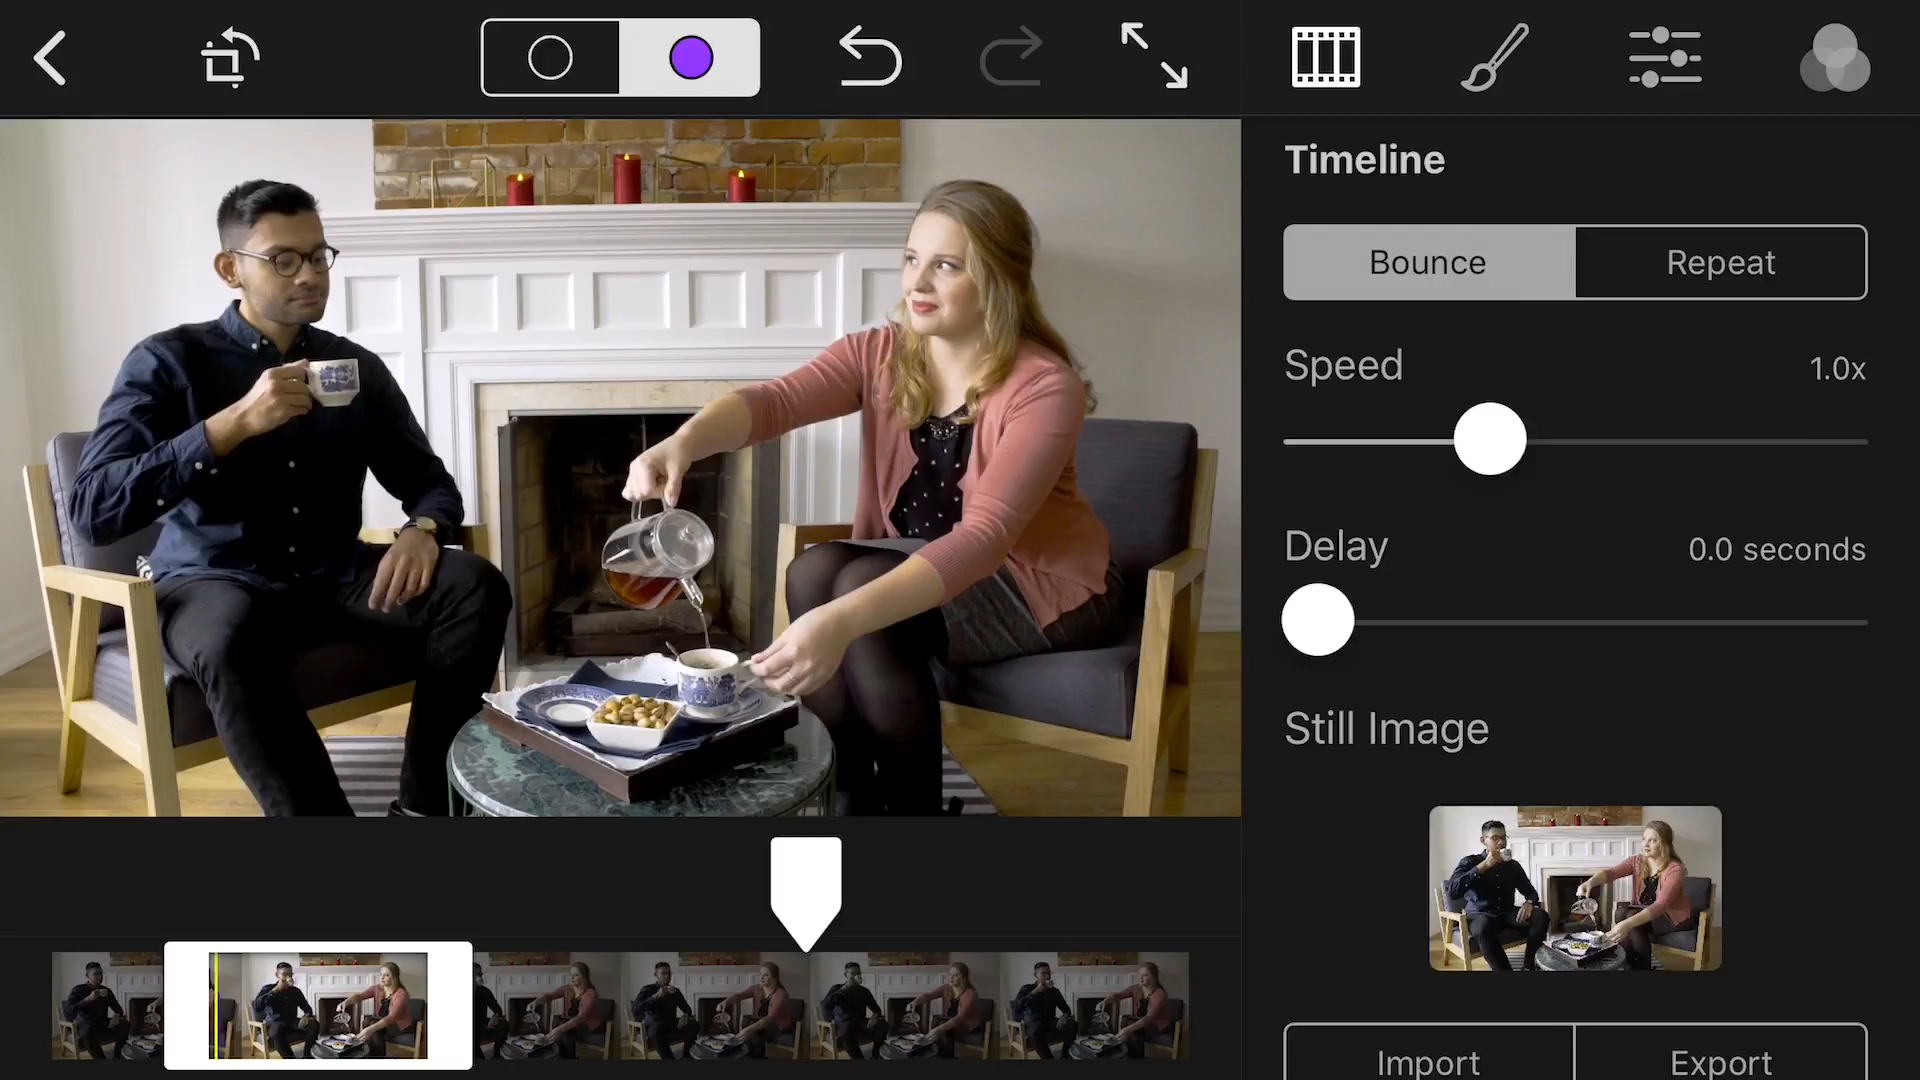 Timeline
Bounce Repeat
Speed 1.0x
Delay 0.0 seconds
Still Image
Import Export